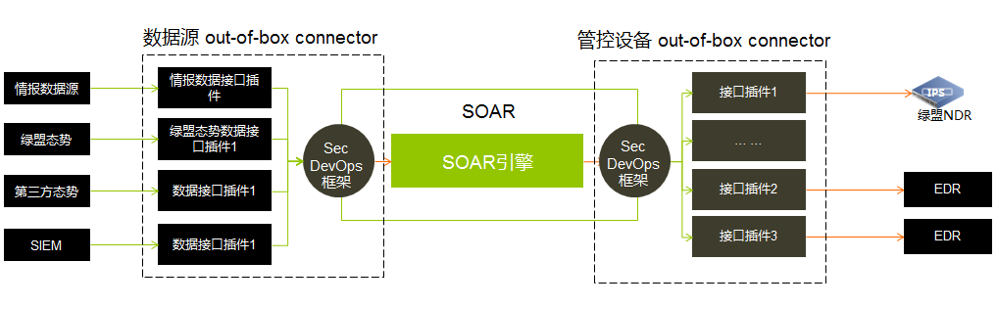 数据源 out-of-box connector
管控设备 out-of-box connector
情报数据源
情报数据接口插
件
绿盟态势
绿盟态势数据接
口插件1
第三方态势
数据接口插件1
SIEM
数据接口插件1
Sec
DevOps
框架
SOAR
SOAR引擎
Sec
DevOps
框架
接口插件1
… …
接口插件2
接口插件3
IPS
绿盟NDR
EDR
EDR